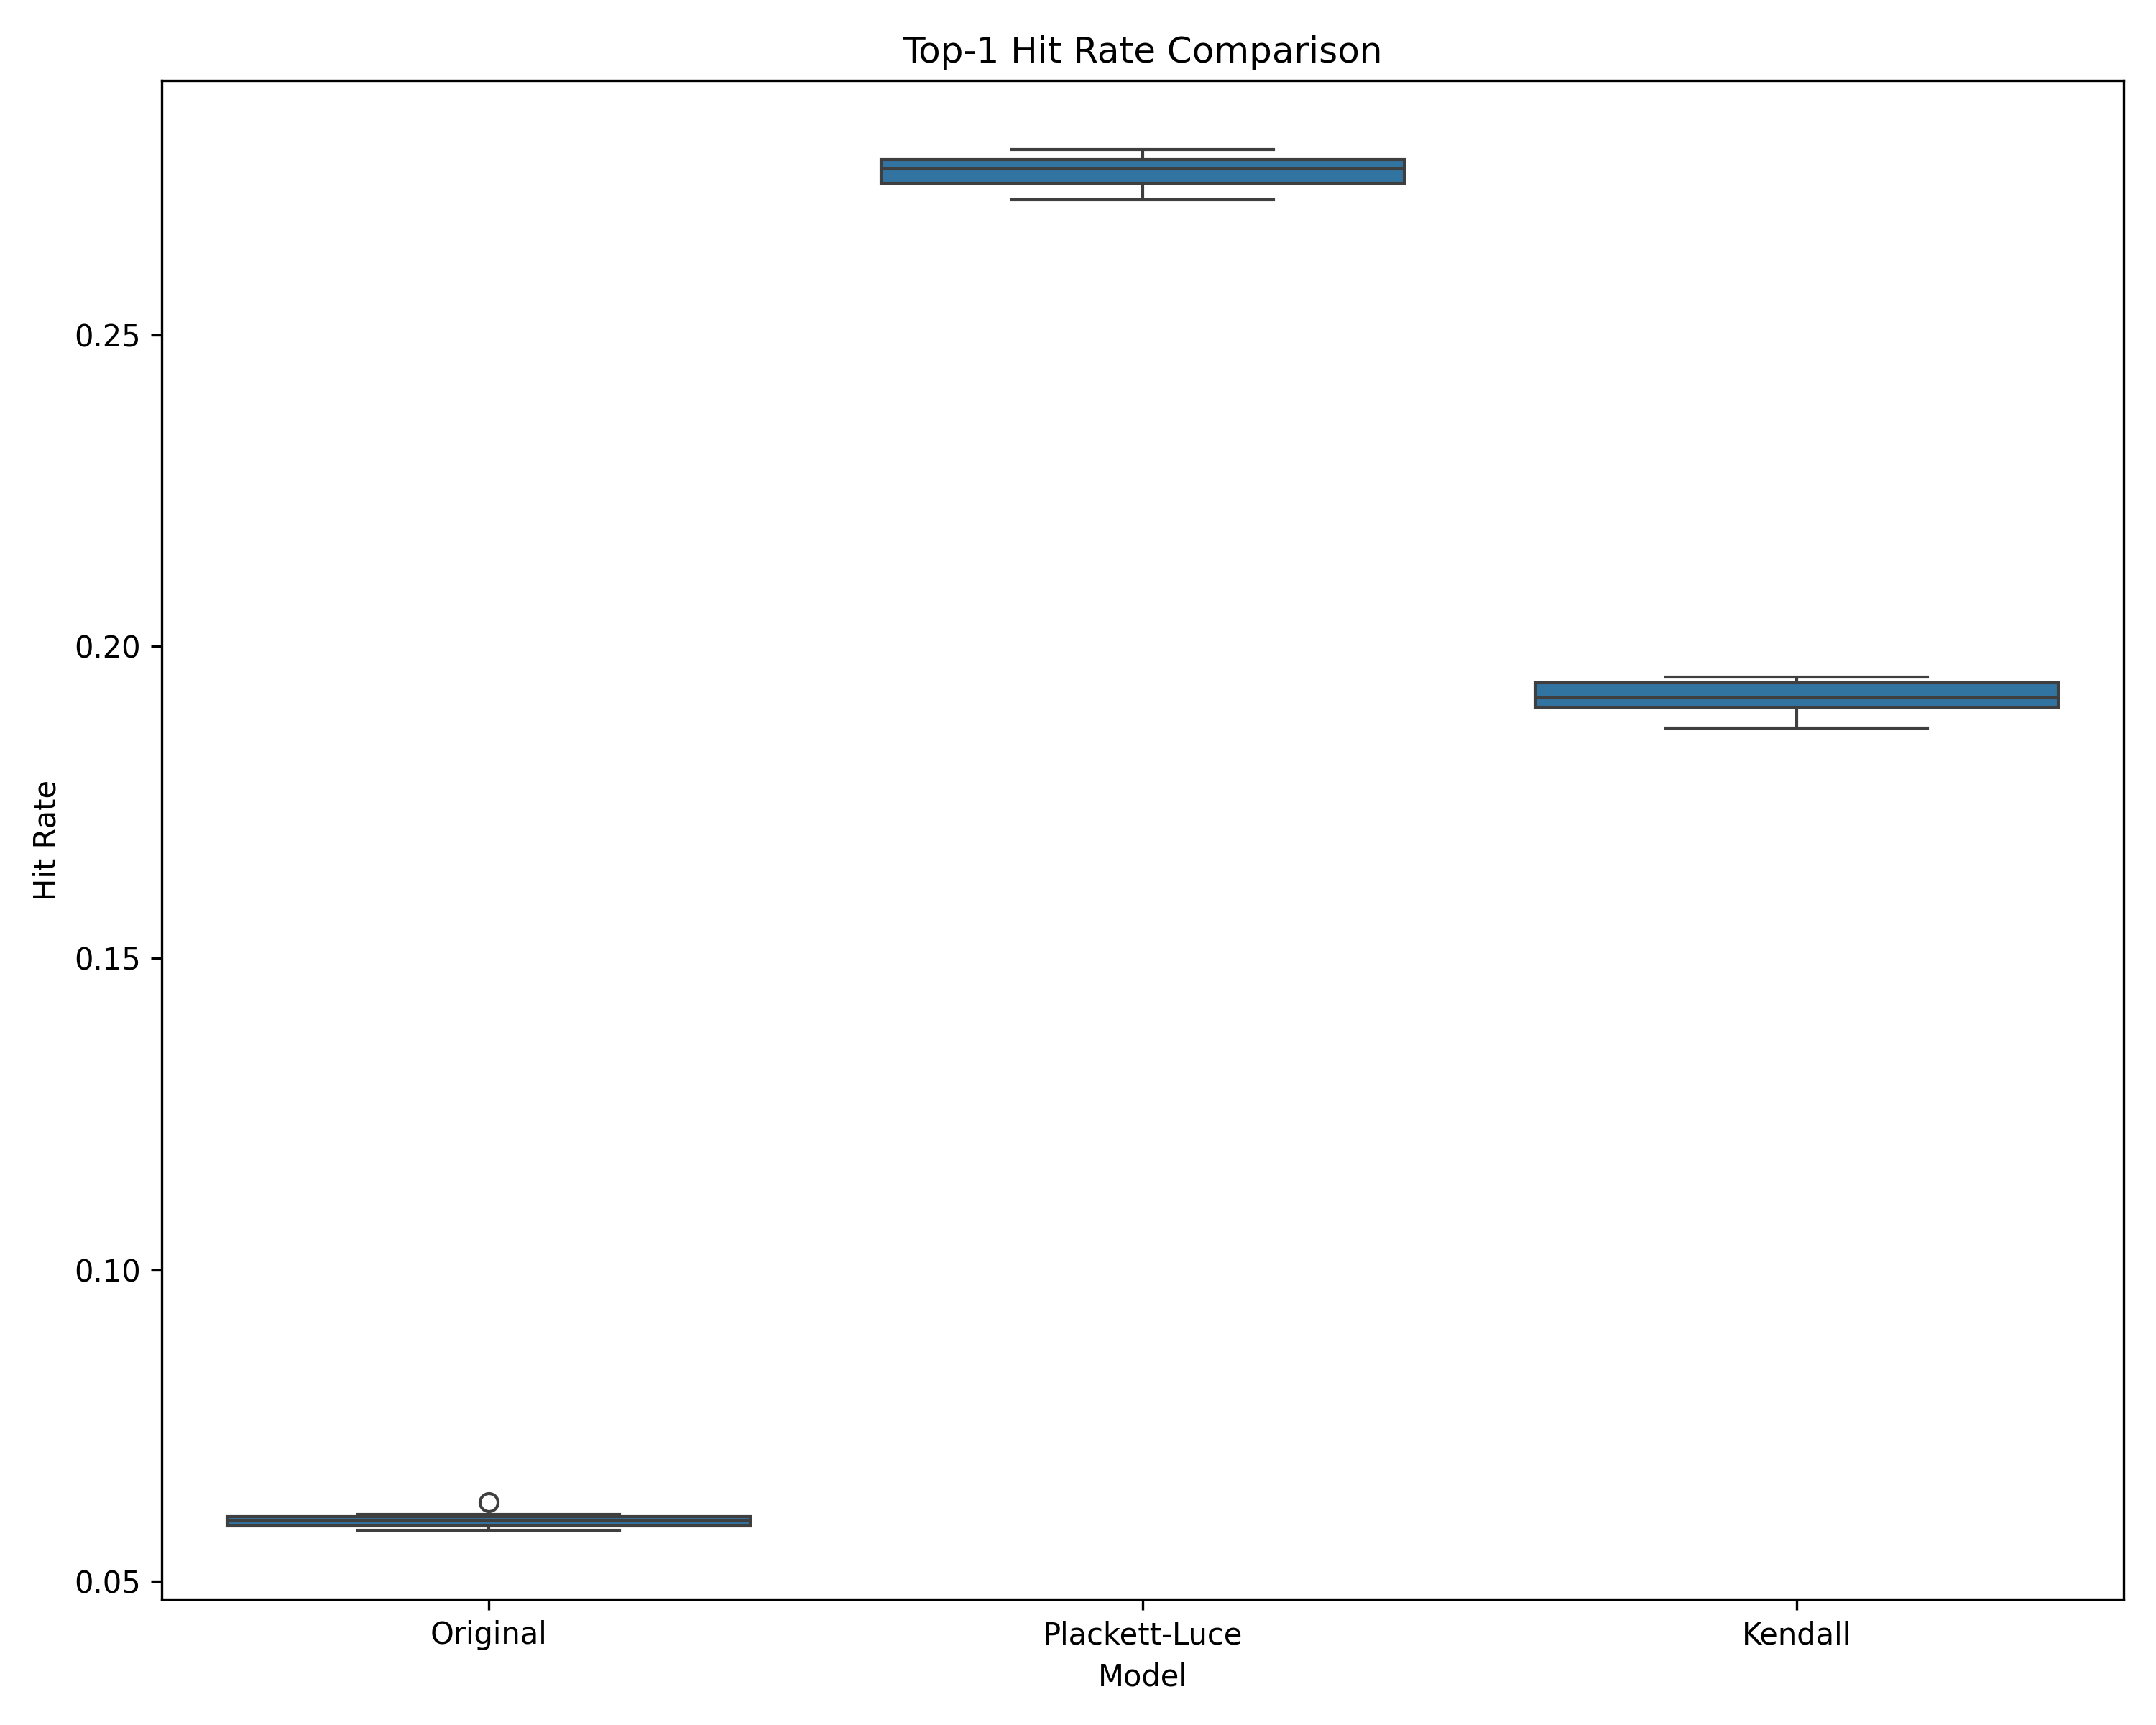 Top-1 Hit Rate Comparison
Hit Rate
0.25
0.20
0.15
0.10
0.05
Original
Plackett-Luce
Kendall
Model